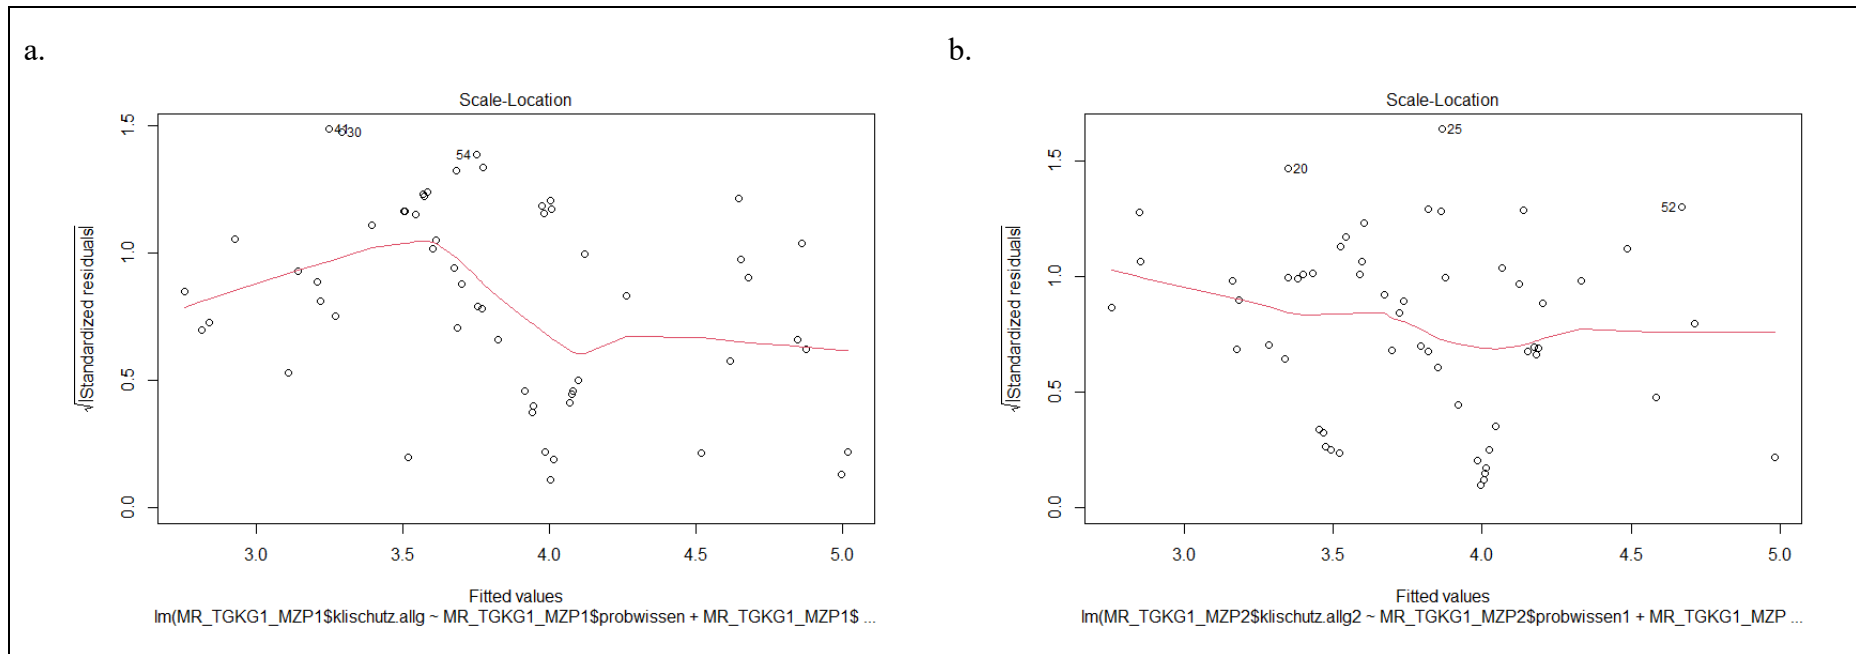 a.
Scale-Location
√|Standardized residuals|
1.5
1.0
0.5
0.0
41
30
54
3.0 3.5 4.0 4.5 5.0
Fitted values
lm(MR_TGKG1_MZP1$klischutz.allg ~ MR_TGKG1_MZP1$probwissen + MR_TGKG1_MZP1$ ...
b.
Scale-Location
√|Standardized residuals|
1.5
1.0
0.5
0.0
25
20
52
3.0 3.5 4.0 4.5 5.0
Fitted values
lm(MR_TGKG1_MZP2$klischutz.allg2 ~ MR_TGKG1_MZP2$probwissen1 + MR_TGKG1_MZP ...